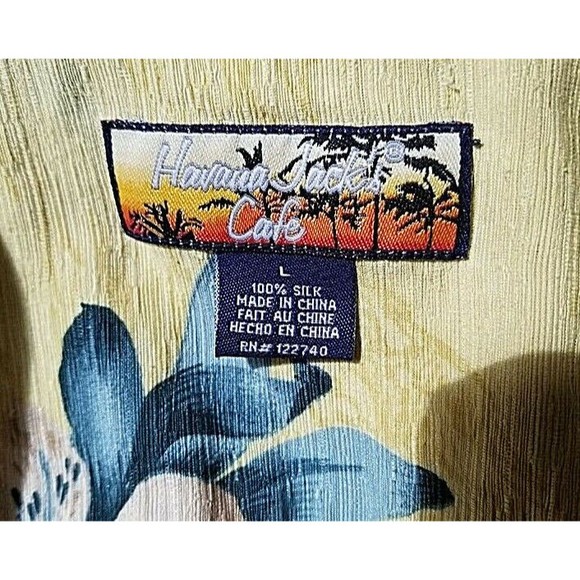 Havana Jack's®
Cafe
L
100% SILK
MADE IN CHINA
FAIT AU CHINE
HECHO EN CHINA
RN# 122740